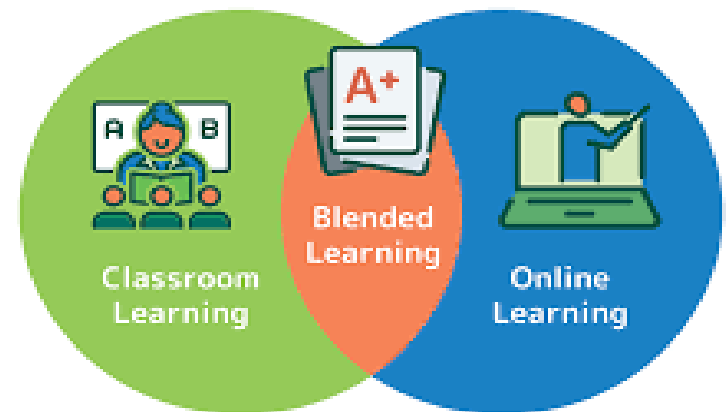 A B
A+
Blended
Learning
Classroom
Learning
Online
Learning